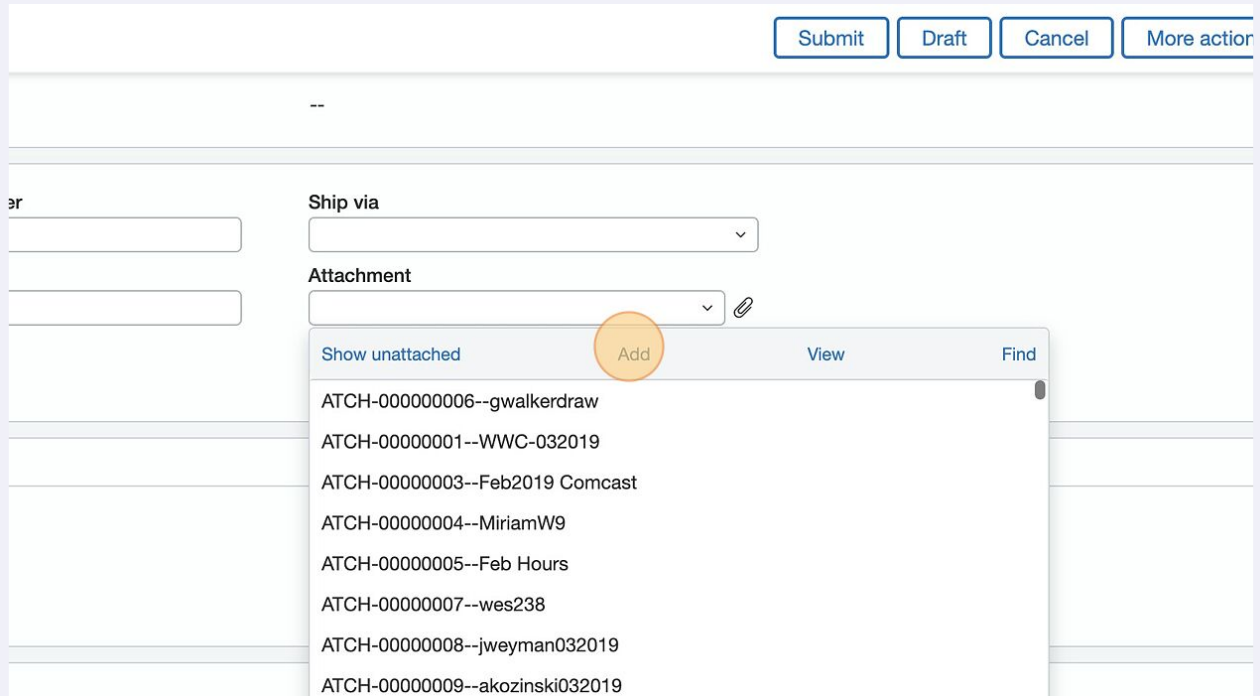 Submit Draft Cancel More action
--
er Ship via
Attachment
Show unattached Add View Find
ATCH-000000006--gwalkerdraw
ATCH-00000001--WWC-032019
ATCH-00000003--Feb2019 Comcast
ATCH-00000004--MiriamW9
ATCH-00000005--Feb Hours
ATCH-00000007--wes238
ATCH-00000008--jweyman032019
ATCH-00000009--akozinski032019